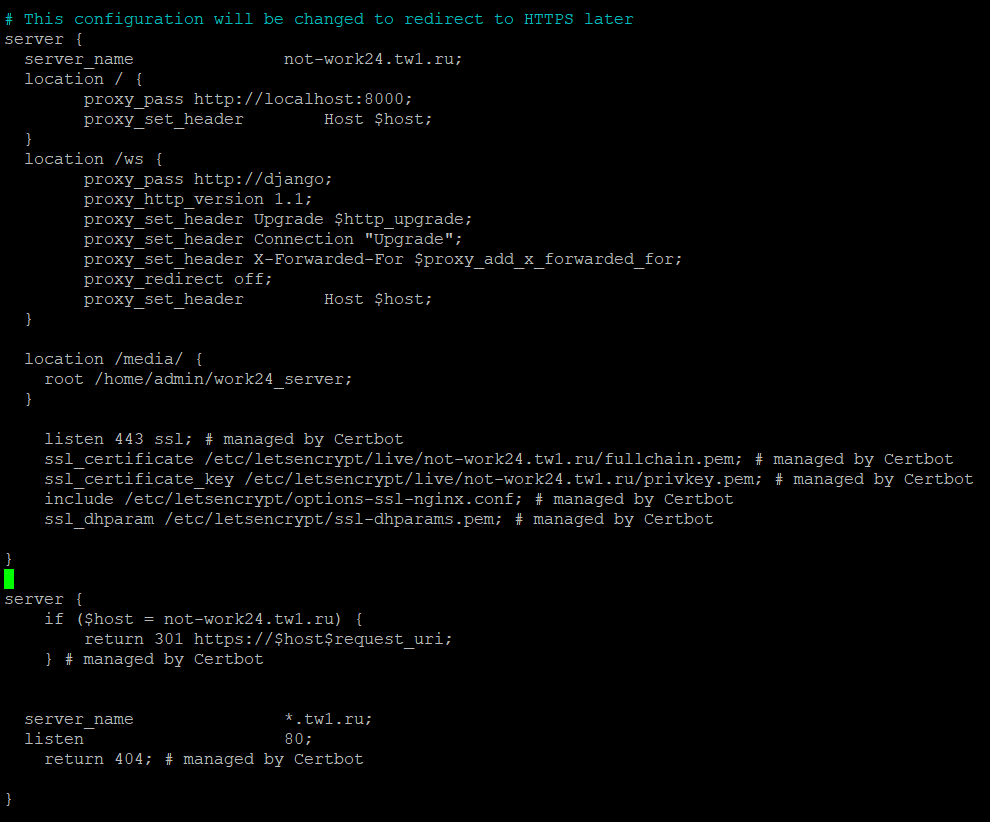 # This configuration will be changed to redirect to HTTPS later
server {
  server_name               not-work24.tw1.ru;
  location / {
        proxy_pass http://localhost:8000;
        proxy_set_header        Host $host;
  }
  location /ws {
        proxy_pass http://django;
        proxy_http_version 1.1;
        proxy_set_header Upgrade $http_upgrade;
        proxy_set_header Connection "Upgrade";
        proxy_set_header X-Forwarded-For $proxy_add_x_forwarded_for;
        proxy_redirect off;
        proxy_set_header        Host $host;
  }
  location /media/ {
    root /home/admin/work24_server;
  }
    listen 443 ssl; # managed by Certbot
    ssl_certificate /etc/letsencrypt/live/not-work24.tw1.ru/fullchain.pem; # managed by Certbot
    ssl_certificate_key /etc/letsencrypt/live/not-work24.tw1.ru/privkey.pem; # managed by Certbot
    include /etc/letsencrypt/options-ssl-nginx.conf; # managed by Certbot
    ssl_dhparam /etc/letsencrypt/ssl-dhparams.pem; # managed by Certbot
}
server {
    if ($host = not-work24.tw1.ru) {
        return 301 https://$host$request_uri;
    } # managed by Certbot
  server_name               *.tw1.ru;
  listen                    80;
    return 404; # managed by Certbot
}